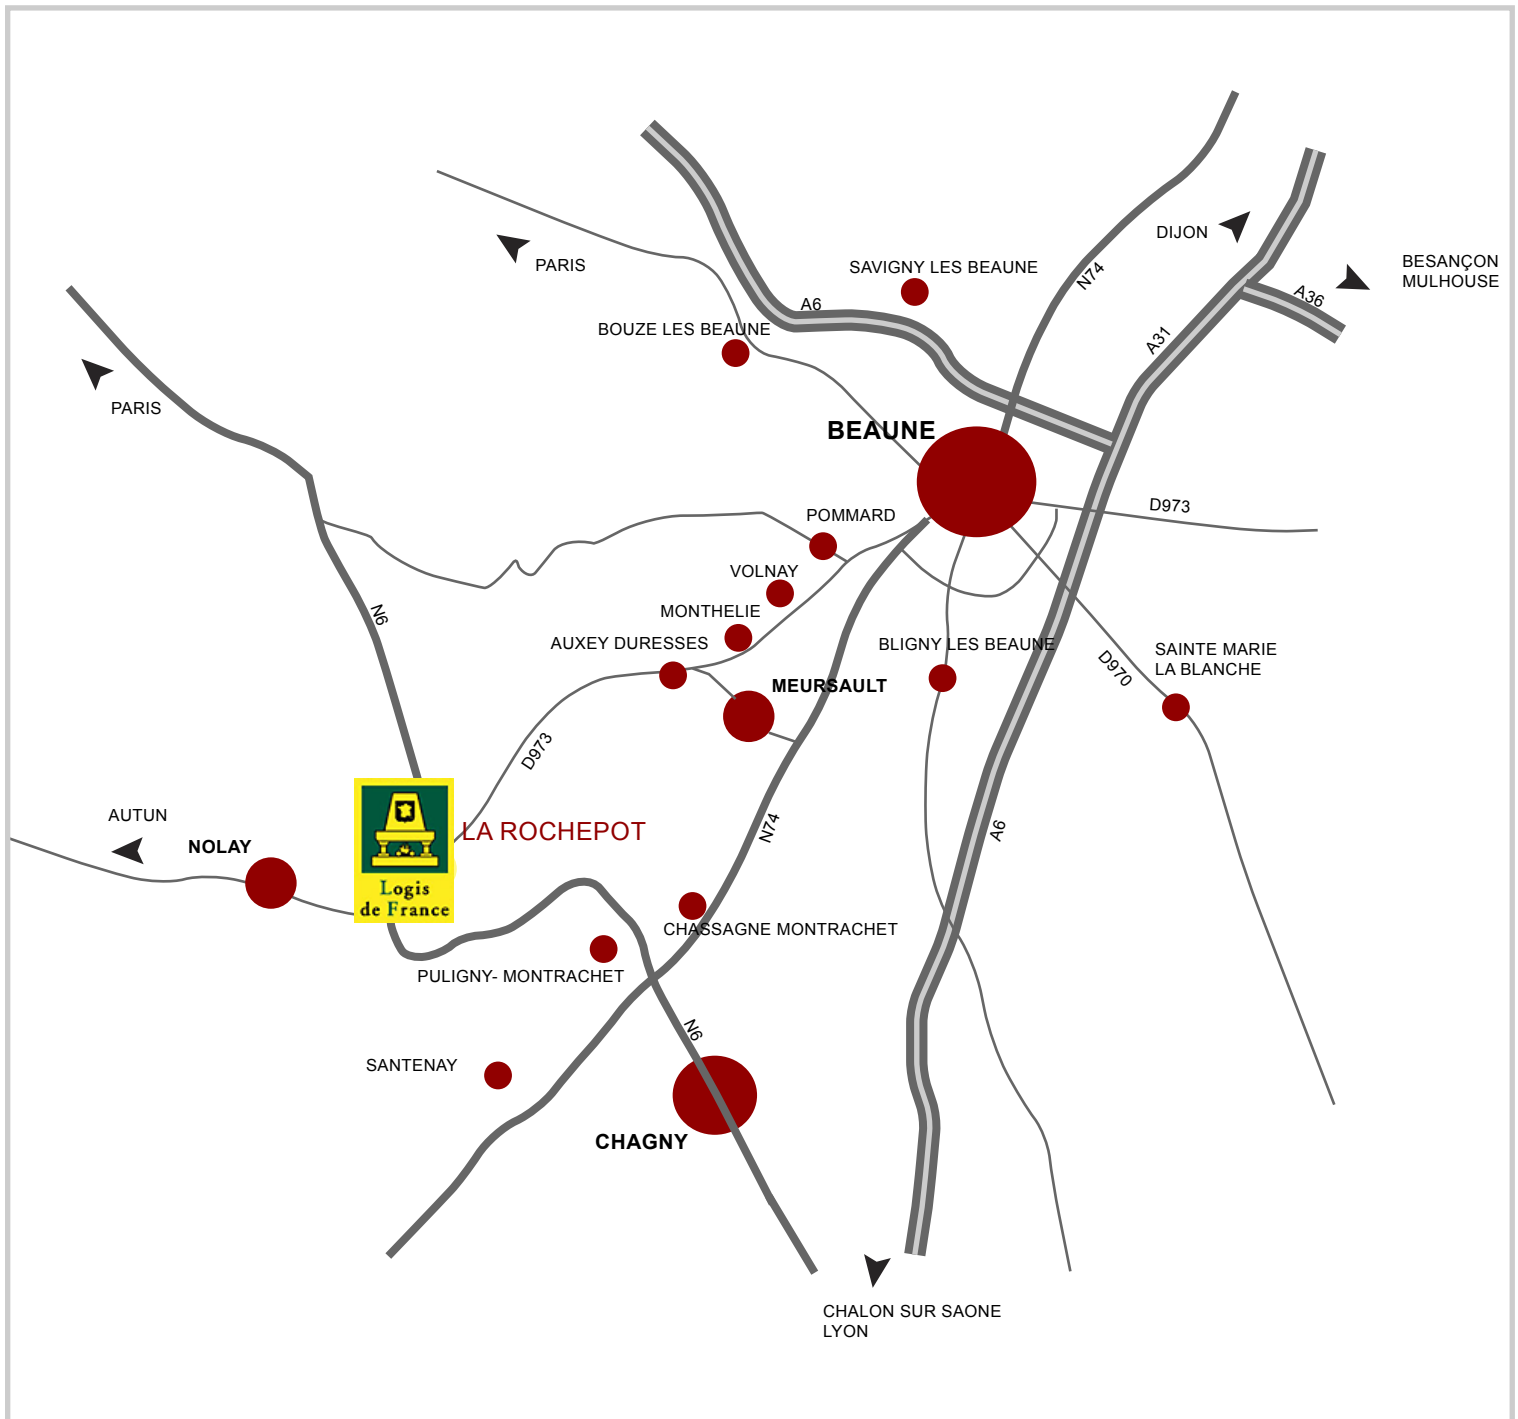 DIJON
BESANÇON
MULHOUSE
PARIS
SAVIGNY LES BEAUNE
N74
A36
A6
BOUZE LES BEAUNE
A31
PARIS
BEAUNE
D973
POMMARD
VOLNAY
MONTHELIE
N6
AUXEY DURESSES
BLIGNY LES BEAUNE
SAINTE MARIE
LA BLANCHE
D970
MEURSAULT
D973
AUTUN
NOLAY
LA ROCHEPOT
N74
A6
Logis
de France
CHASSAGNE MONTRACHET
PULIGNY- MONTRACHET
N6
SANTENAY
CHAGNY
CHALON SUR SAONE
LYON